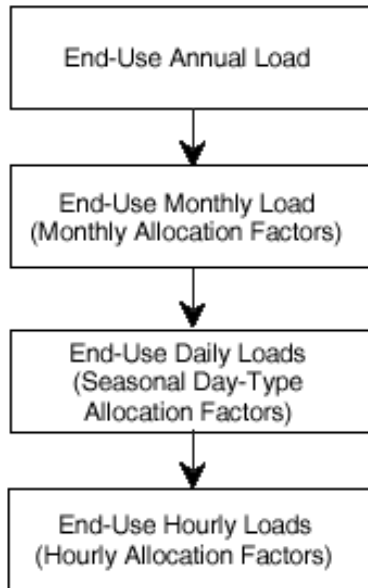 End-Use Annual Load
End-Use Monthly Load
(Monthly Allocation Factors)
End-Use Daily Loads
(Seasonal Day-Type
Allocation Factors)
End-Use Hourly Loads
(Hourly Allocation Factors)